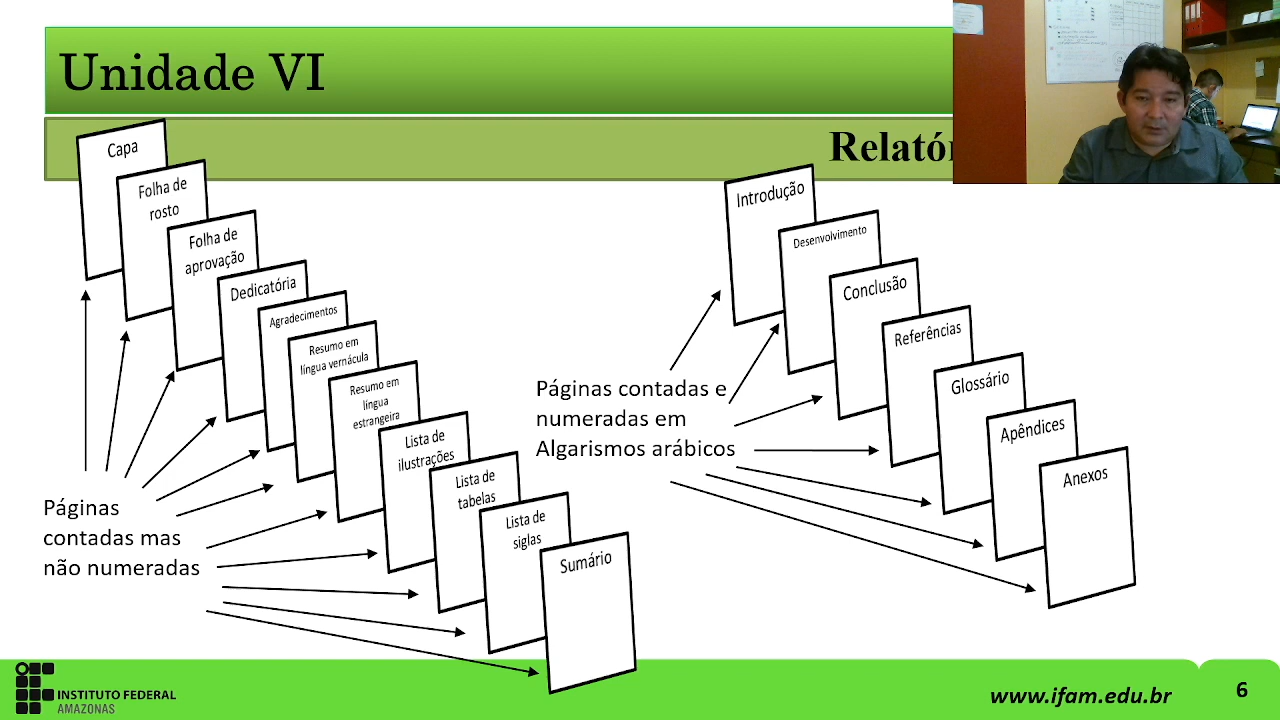 Unidade VI
Relatór
Capa
Folha de
rosto
Folha de
aprovação
Dedicatória
Agradecimentos
Resumo em
língua vernácula
Resumo em
língua
estrangeira
Lista de
ilustrações
Lista de
tabelas
Lista de
siglas
Sumário
Páginas
contadas mas
não numeradas
Introdução
Desenvolvimento
Conclusão
Referências
Glossário
Apêndices
Anexos
Páginas contadas e
numeradas em
Algarismos arábicos
INSTITUTO FEDERAL
AMAZONAS
www.ifam.edu.br
6